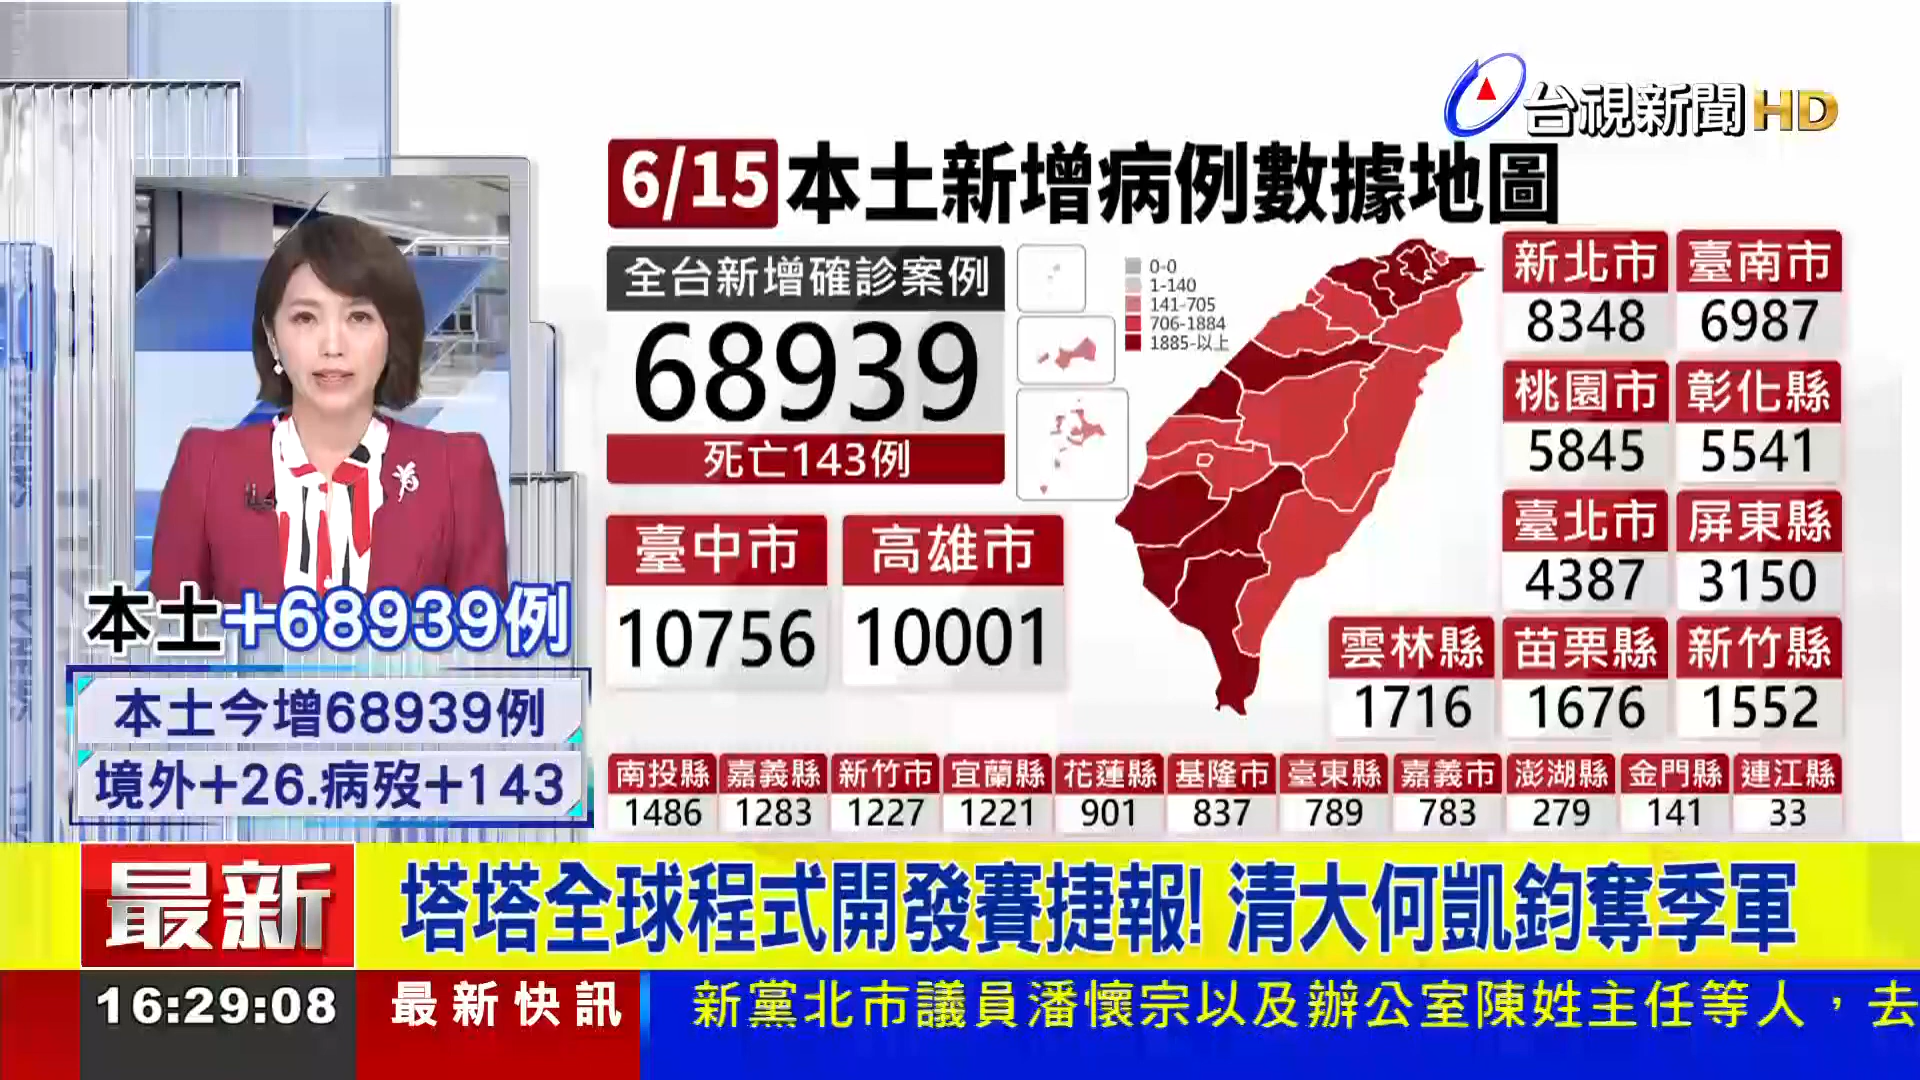 台視新聞HD
6/15 本土新增病例數據地圖
全台新增確診案例
68939
死亡143例
0-0
1-140
141-705
706-1884
1885-以上
臺中市
10756
高雄市
10001
新北市
8348
臺南市
6987
桃園市
5845
彰化縣
5541
臺北市
4387
屏東縣
3150
雲林縣
1716
苗栗縣
1676
新竹縣
1552
南投縣
1486
嘉義縣
1283
新竹市
1227
宜蘭縣
1221
花蓮縣
901
基隆市
837
臺東縣
789
嘉義市
783
澎湖縣
279
金門縣
141
連江縣
33
本土+68939例
本土今增68939例
境外+26.病歿+143
最新
塔塔全球程式開發賽捷報! 清大何凱鈞奪季軍
16:29:08
最新快訊
新黨北市議員潘懷宗以及辦公室陳姓主任等人，去